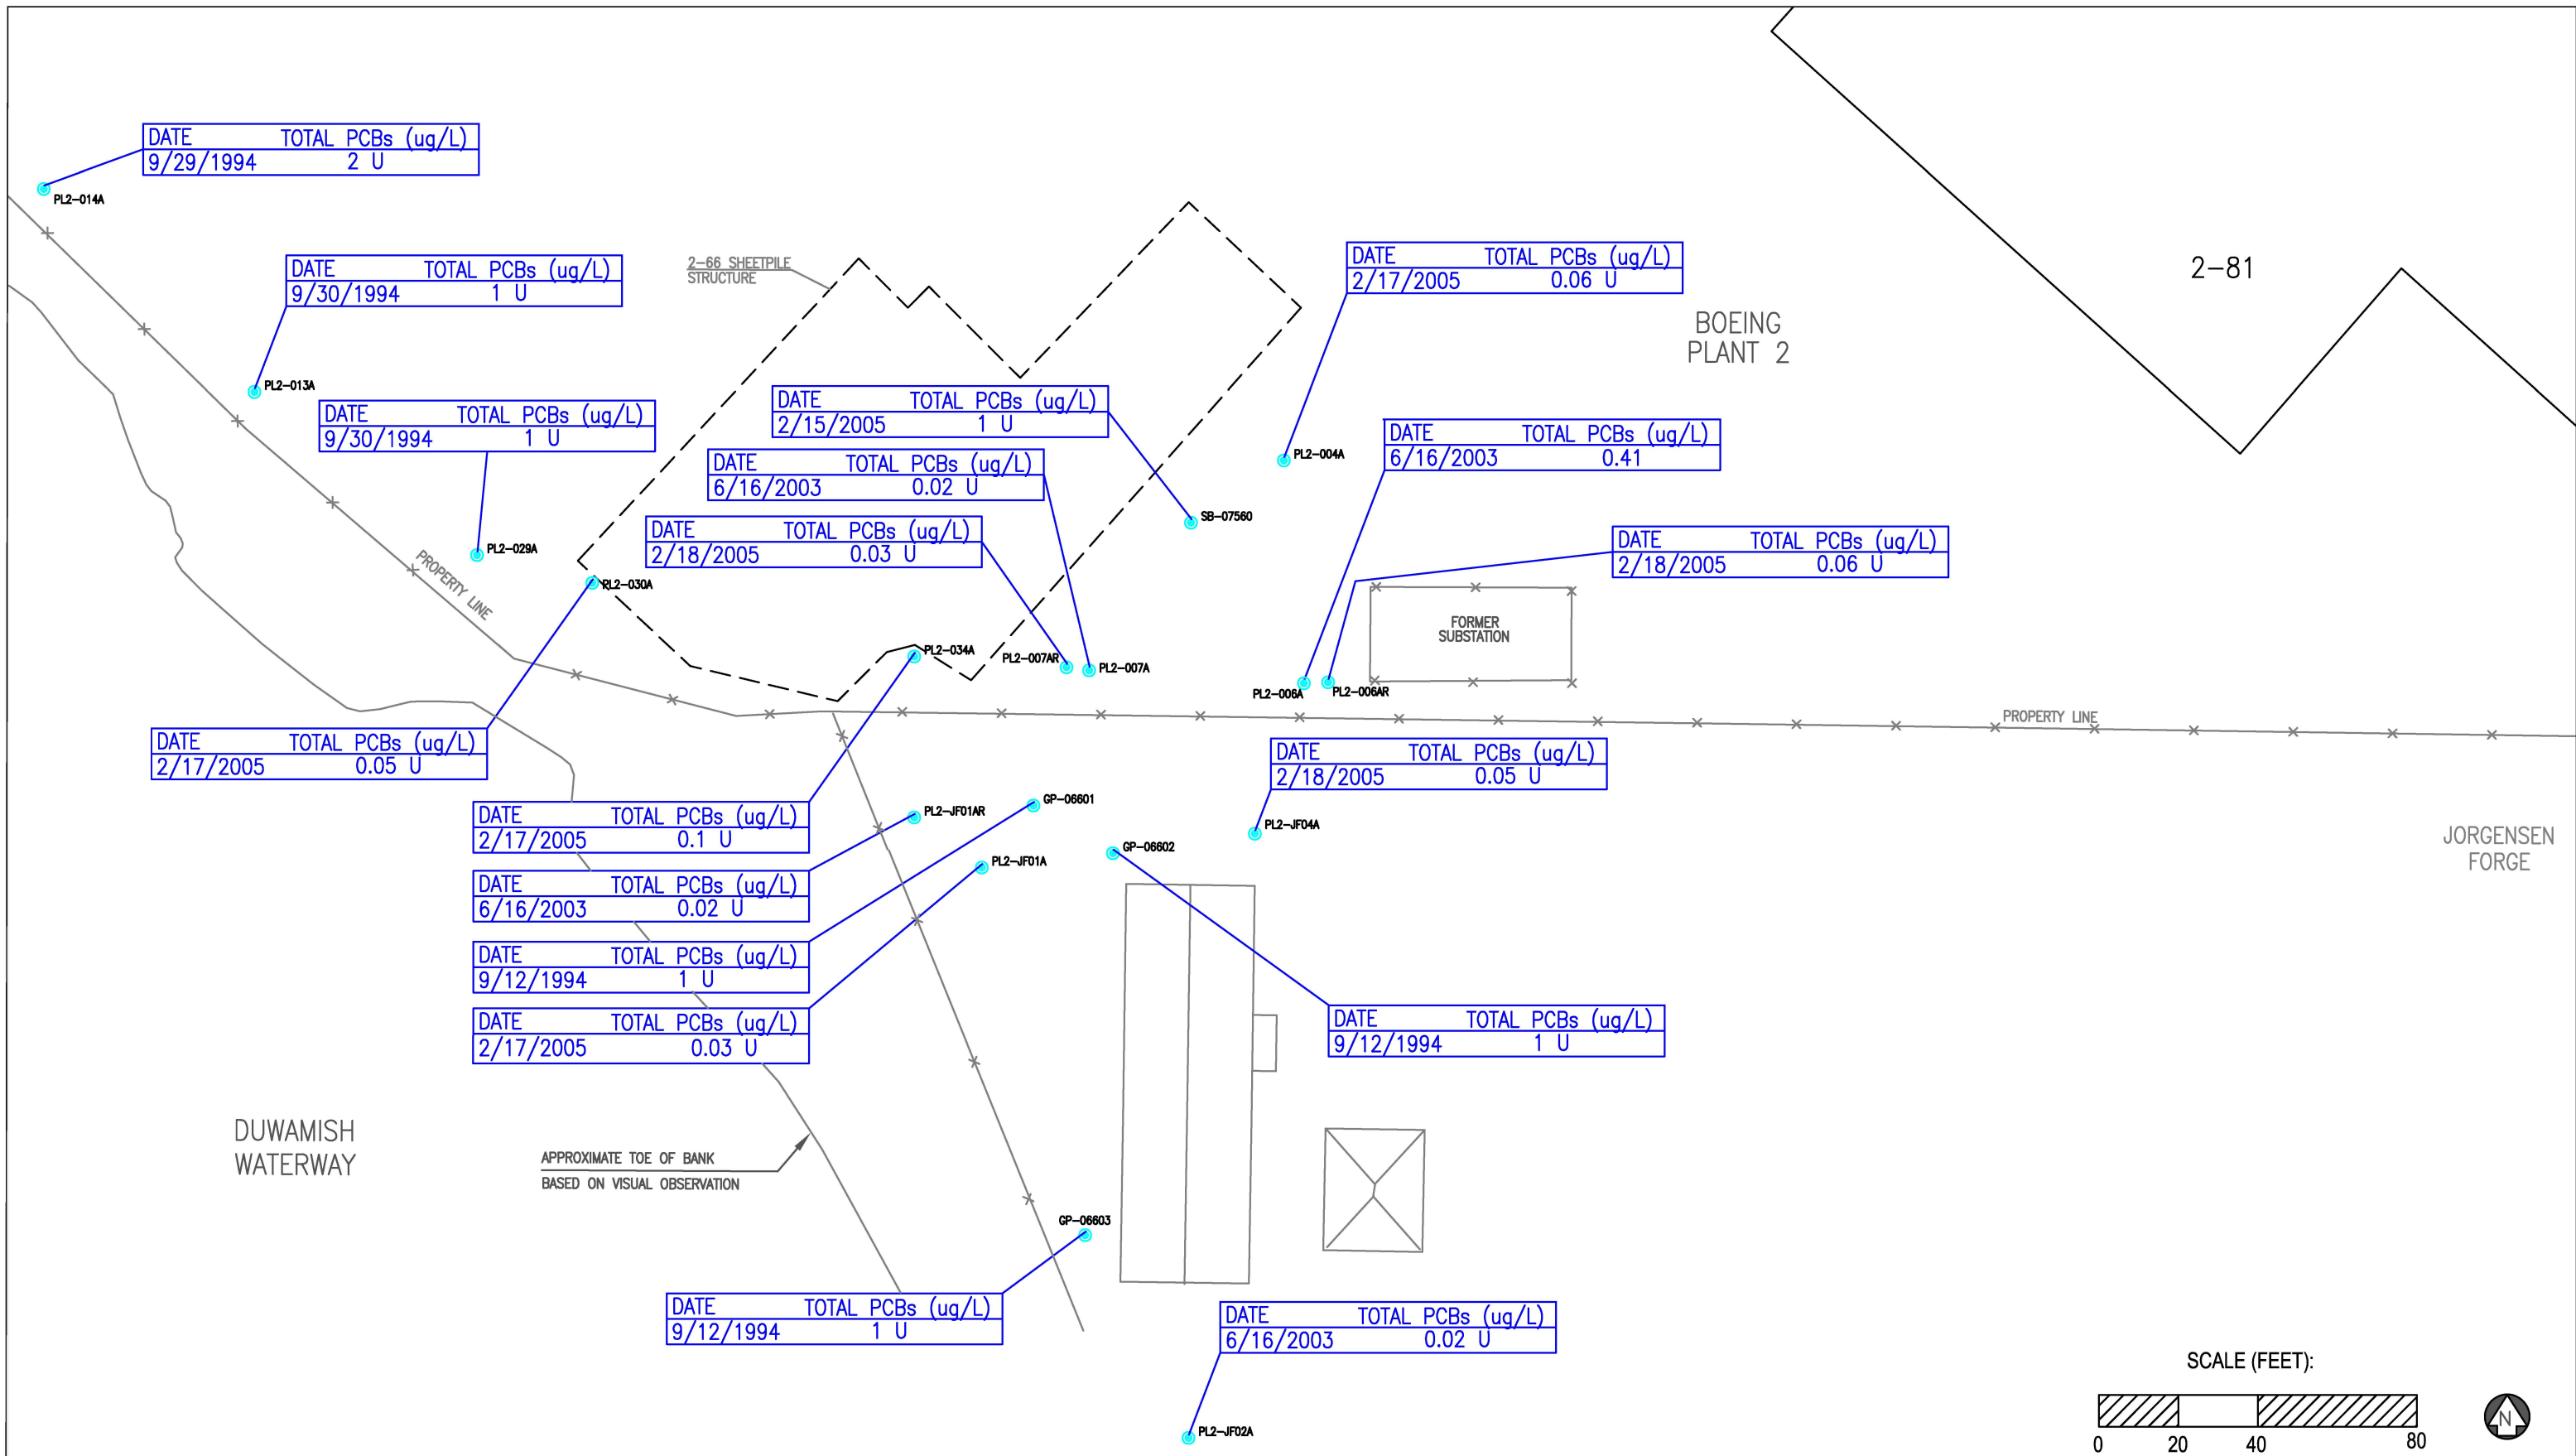 2-81
DATE TOTAL PCBs (ug/L)
9/29/1994 2 U
PL2-014A
DATE TOTAL PCBs (ug/L)
9/30/1994 1 U
PL2-013A
2-66 SHEETPILE
STRUCTURE
DATE TOTAL PCBs (ug/L)
2/17/2005 0.06 U
PL2-004A
BOEING
PLANT 2
DATE TOTAL PCBs (ug/L)
9/30/1994 1 U
PL2-029A
DATE TOTAL PCBs (ug/L)
2/15/2005 1 U
SB-07560
DATE TOTAL PCBs (ug/L)
6/16/2003 0.02 U
DATE TOTAL PCBs (ug/L)
2/18/2005 0.03 U
DATE TOTAL PCBs (ug/L)
6/16/2003 0.41
DATE TOTAL PCBs (ug/L)
2/18/2005 0.06 U
PROPERTY LINE
PL2-030A
FORMER
SUBSTATION
PL2-034A
PL2-007AR
PL2-007A
PL2-006A
PL2-006AR
PROPERTY LINE
DATE TOTAL PCBs (ug/L)
2/17/2005 0.05 U
DATE TOTAL PCBs (ug/L)
2/18/2005 0.05 U
PL2-JF04A
DATE TOTAL PCBs (ug/L)
2/17/2005 0.1 U
PL2-JF01AR
GP-06601
JORGENSEN
FORGE
GP-06602
PL2-JF01A
DATE TOTAL PCBs (ug/L)
6/16/2003 0.02 U
DATE TOTAL PCBs (ug/L)
9/12/1994 1 U
DATE TOTAL PCBs (ug/L)
2/17/2005 0.03 U
DATE TOTAL PCBs (ug/L)
9/12/1994 1 U
DUWAMISH
WATERWAY
APPROXIMATE TOE OF BANK
BASED ON VISUAL OBSERVATION
GP-06603
DATE TOTAL PCBs (ug/L)
9/12/1994 1 U
DATE TOTAL PCBs (ug/L)
6/16/2003 0.02 U
PL2-JF02A
SCALE (FEET):
0 20 40 80
N